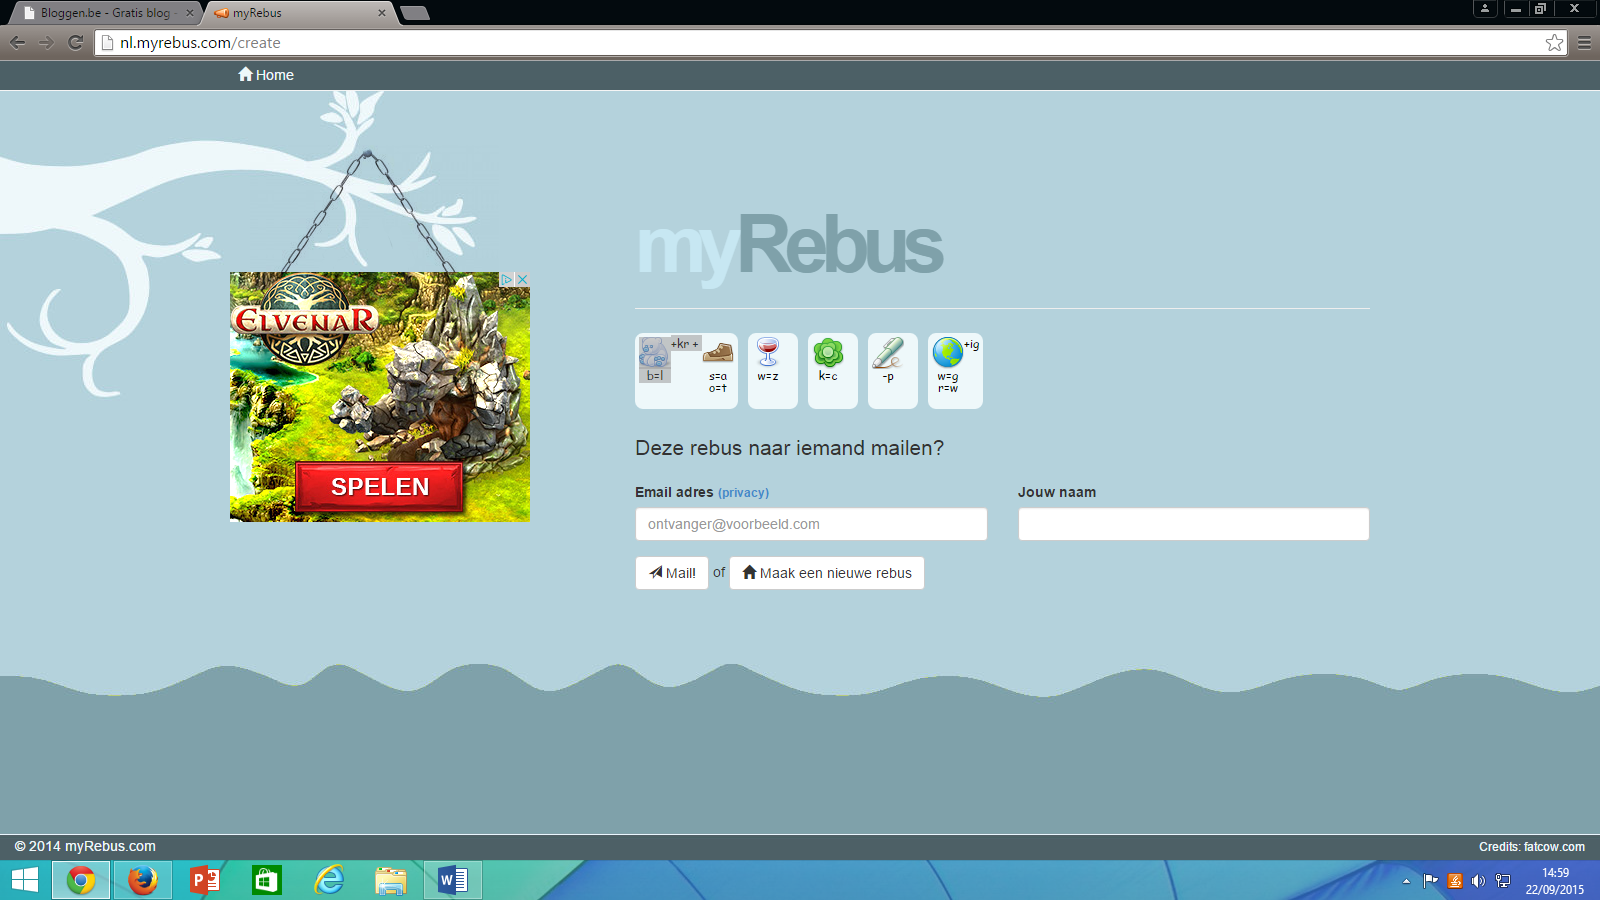 Bloggen.be - Gratis blog -
myRebus
nl.myrebus.com/create
Home
myRebus
ELVENAR
SPELEN
+kr +
b=l
s=a
o=t
w=z
k=c
-p
+ig
w=g
r=w
Deze rebus naar iemand mailen?
Email adres (privacy)
Jouw naam
ontvanger@voorbeeld.com
Mail! of Maak een nieuwe rebus
© 2014 myRebus.com
Credits: fatcow.com
14:59
22/09/2015